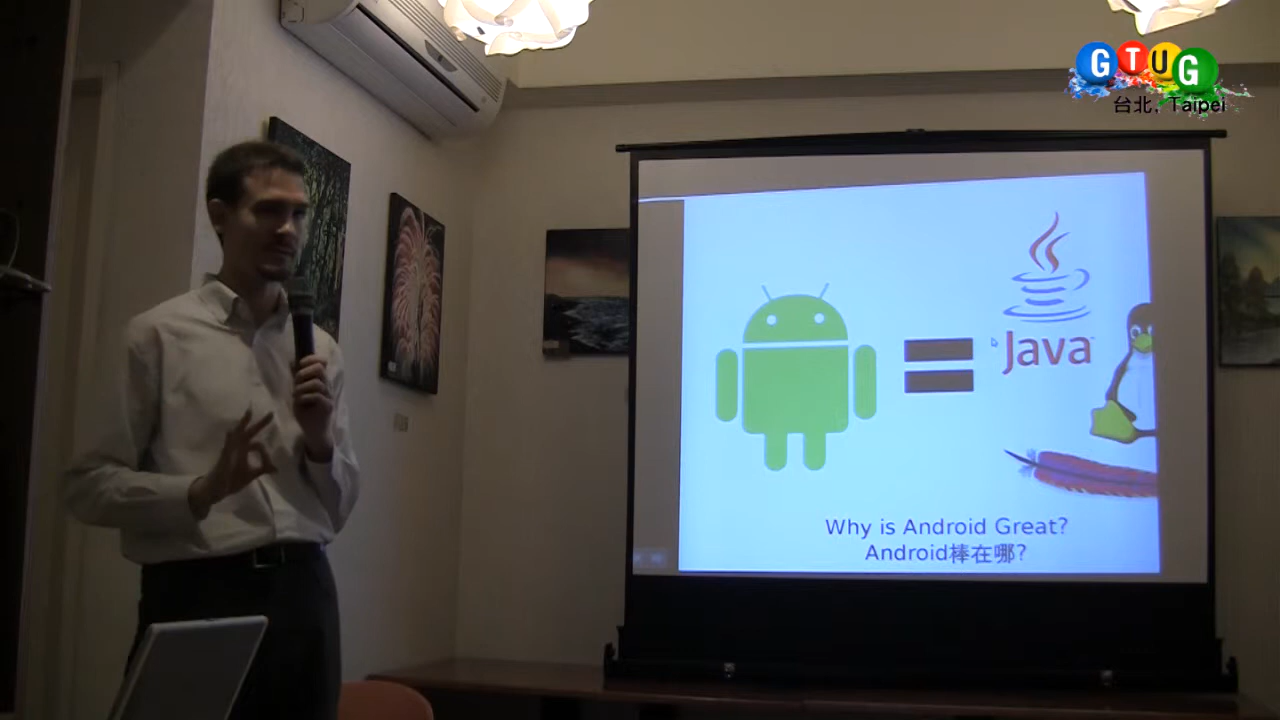 GTUG
台北, Taipei
Java
Why is Android Great?
Android棒在哪?